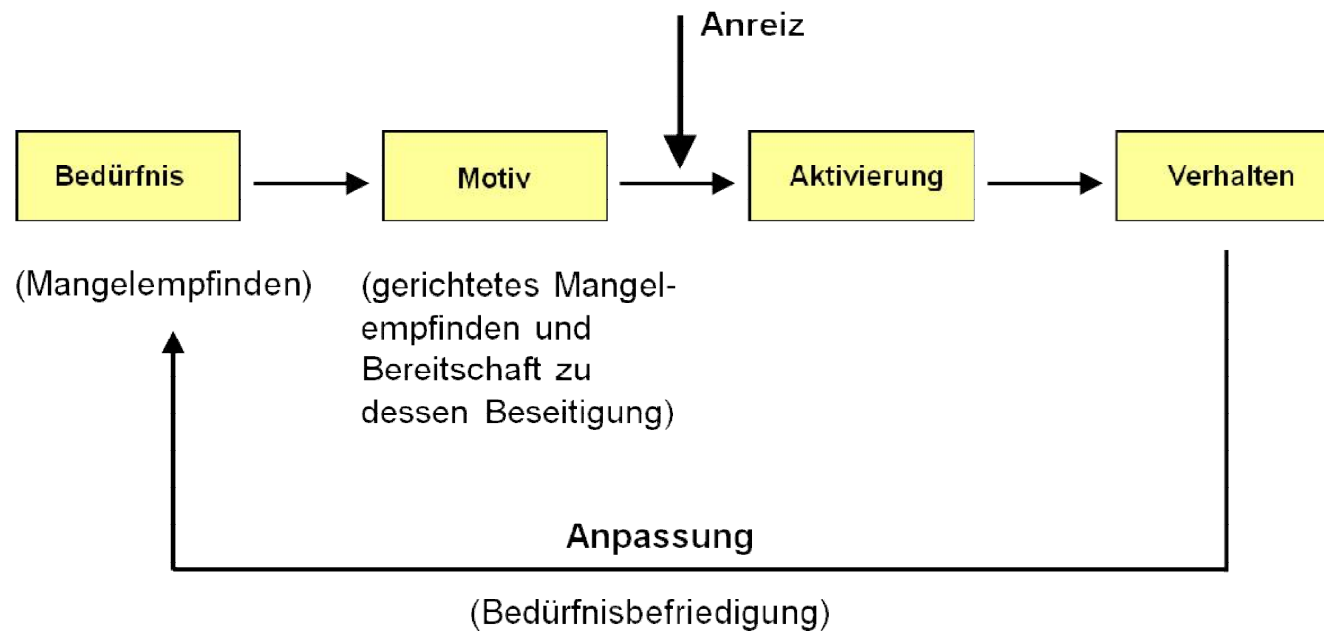 Anreiz
Bedürfnis
Motiv
Aktivierung
Verhalten
(Mangelempfinden)
(gerichtetes Mangel-
empfinden und
Bereitschaft zu
dessen Beseitigung)
Anpassung
(Bedürfnisbefriedigung)